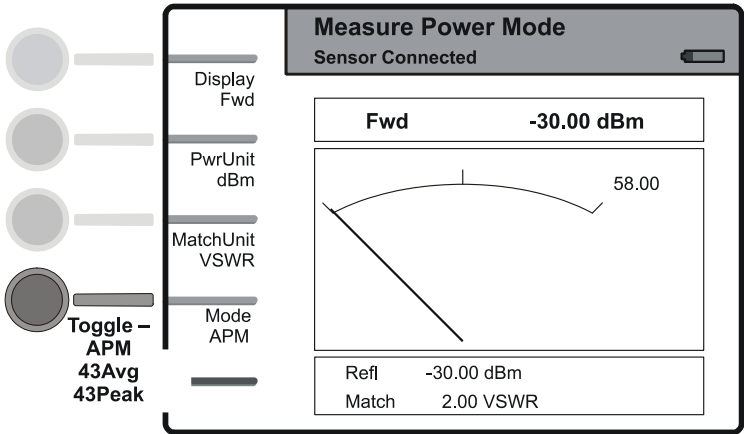 Measure Power Mode
Sensor Connected
Display
Fwd
PwrUnit
dBm
MatchUnit
VSWR
Mode
APM
Toggle –
APM
43Avg
43Peak
Fwd -30.00 dBm
58.00
Refl -30.00 dBm
Match 2.00 VSWR